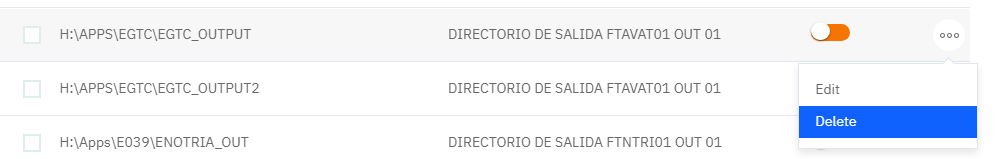 H:\APPS\EGTC\EGTC_OUTPUT DIRECTORIO DE SALIDA FTAVAT01 OUT 01
H:\APPS\EGTC\EGTC_OUTPUT2 DIRECTORIO DE SALIDA FTAVAT01 OUT 01
Edit
Delete
H:\Apps\E039\ENOTRIA_OUT DIRECTORIO DE SALIDA FTNTRI01 OUT 01